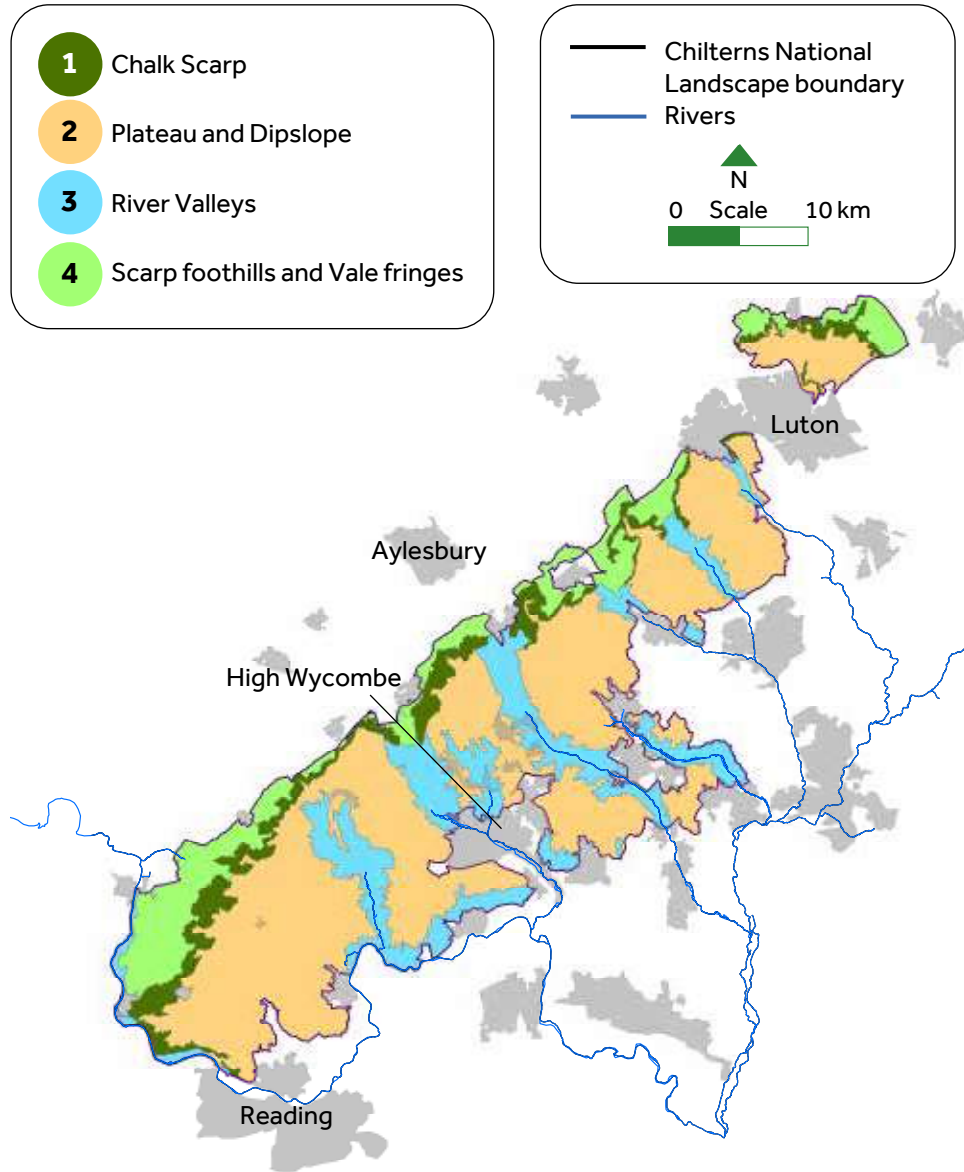 1 Chalk Scarp
2 Plateau and Dipslope
3 River Valleys
4 Scarp foothills and Vale fringes
Chilterns National
Landscape boundary
Rivers
N
0 Scale 10 km
Luton
Aylesbury
High Wycombe
Reading